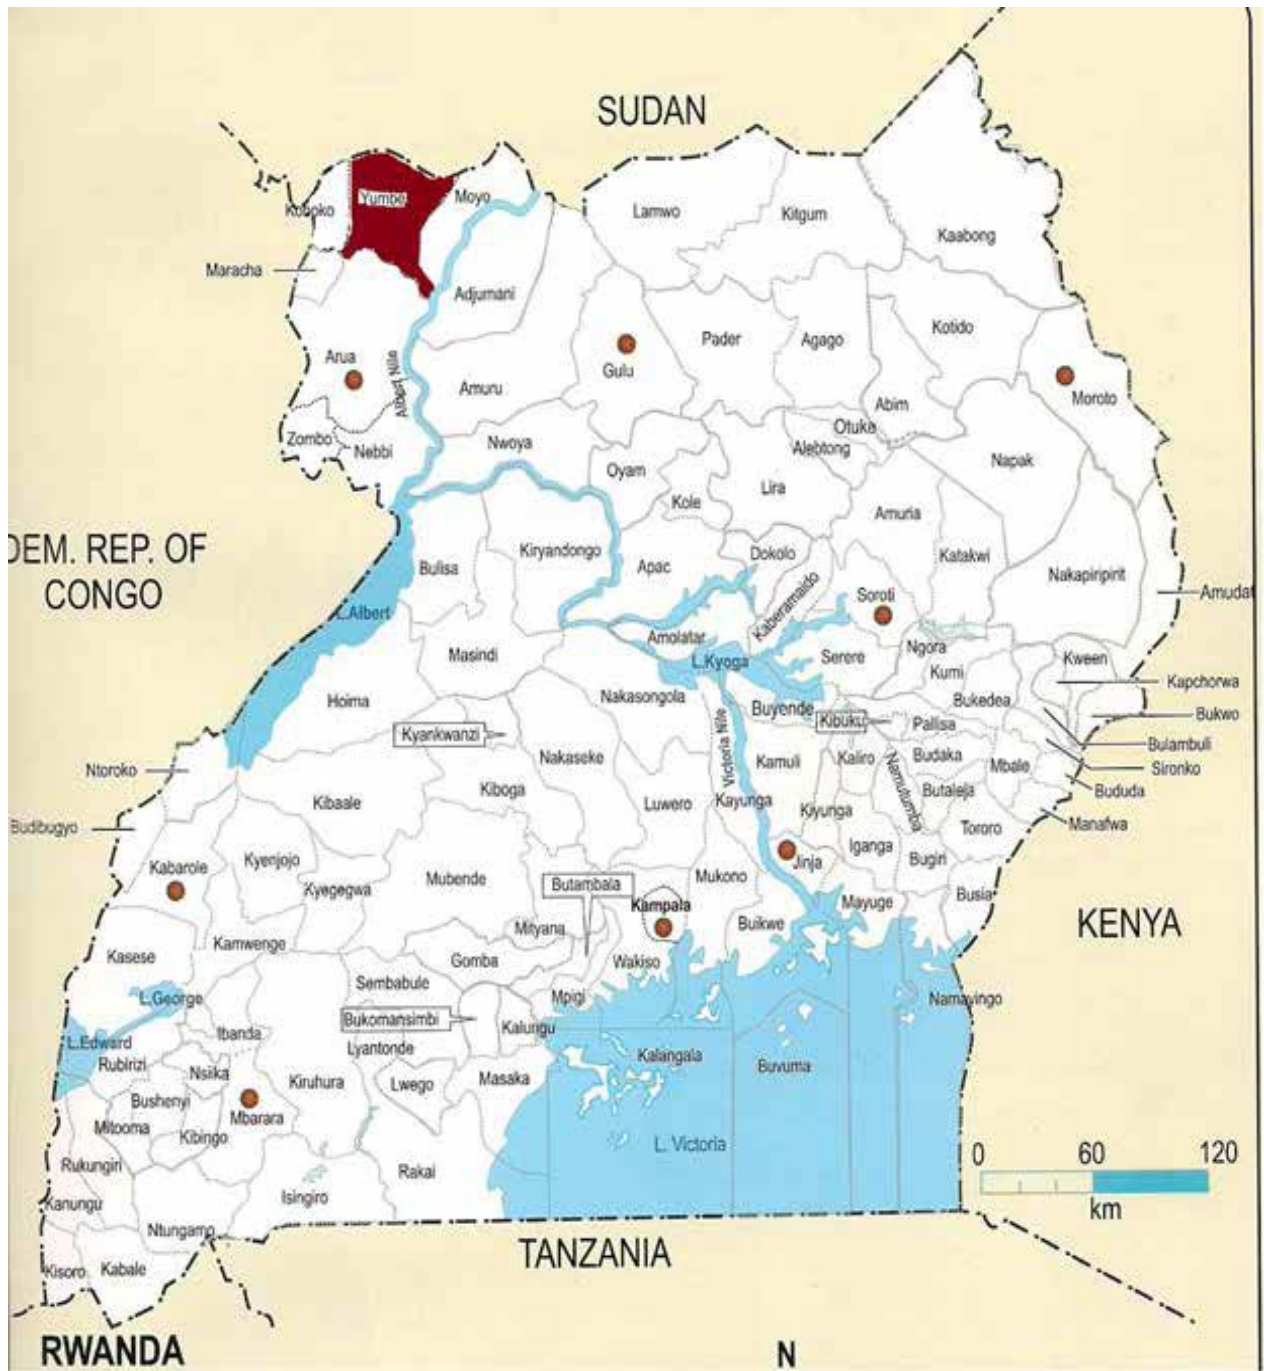 SUDAN
Yumbe
Moyo
Koboko
Lamwo
Kitgum
Kaabong
Maracha
Adjumani
Kotido
Pader
Agago
Arua
Albert Nile
Gulu
Amuru
Abim
Moroto
Otuke
Zombo
Nebbi
Nwoya
Alebtong
Oyam
Napak
Kole
Lira
Amuria
DEM. REP. OF
CONGO
Kiryandongo
Bulisa
Apac
Dokolo
Katakwi
Nakapiripirit
Amudat
L.Albert
Kaberamaido
Soroti
Amolatar
Masindi
L.Kyoga
Serere
Ngora
Kumi
Kween
Kapchorwa
Hoima
Nakasongola
Buyende
Bukedea
Kibuku
Pallisa
Bukwo
Kyankwanzi
Victoria Nile
Bulambuli
Nakaseke
Kamuli
Kaliro
Namutumba
Budaka
Mbale
Sironko
Ntoroko
Kiboga
Kibaale
Luwero
Kayunga
Kiyunga
Butaleja
Bududa
Manafwa
Budibugyo
Tororo
Kabarole
Kyenjojo
Jinja
Iganga
Bugiri
Kyegegwa
Mubende
Butambala
Mukono
Kampala
Mayuge
Busia
KENYA
Mityana
Buikwe
Kamwenge
Kasese
Gomba
Wakiso
Sembabule
L.George
Mpigi
Namayingo
Bukomansimbi
Kalungu
Ibanda
L.Edward
Lyantonde
Kalangala
Buvuma
Rubirizi
Nsika
Kiruhura
Lwego
Masaka
Bushenyi
Mbarara
Mitooma
Kibingo
L. Victoria
0 60 120
km
Rukungiri
Rakai
Isingiro
Kanungu
Ntungamo
TANZANIA
Kisoro
Kabale
RWANDA
N